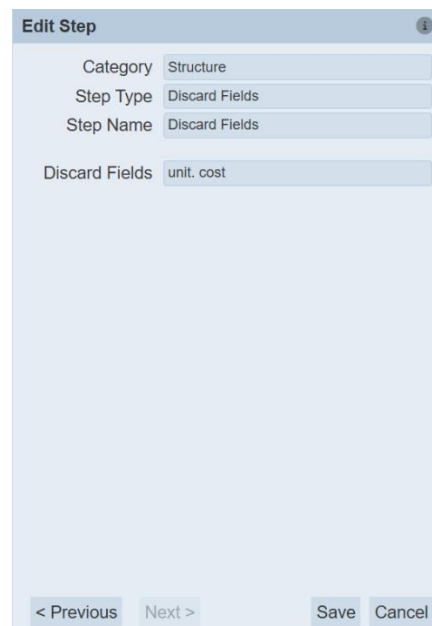 Edit Step
Category Structure
Step Type Discard Fields
Step Name Discard Fields
Discard Fields unit. cost
< Previous Next > Save Cancel